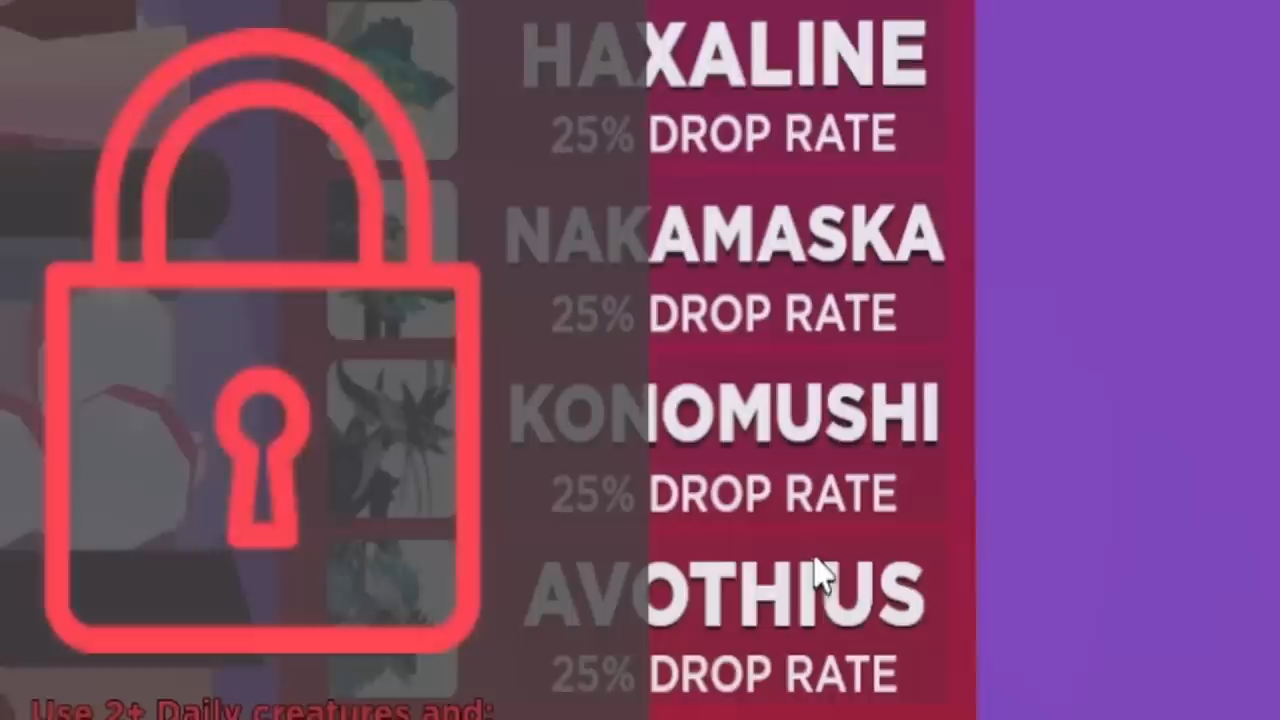 HAXALINE
25% DROP RATE
NAKAMASKA
25% DROP RATE
KONOMUSHI
25% DROP RATE
AVOTHIUS
25% DROP RATE
Use 2+ Daily creatures and: